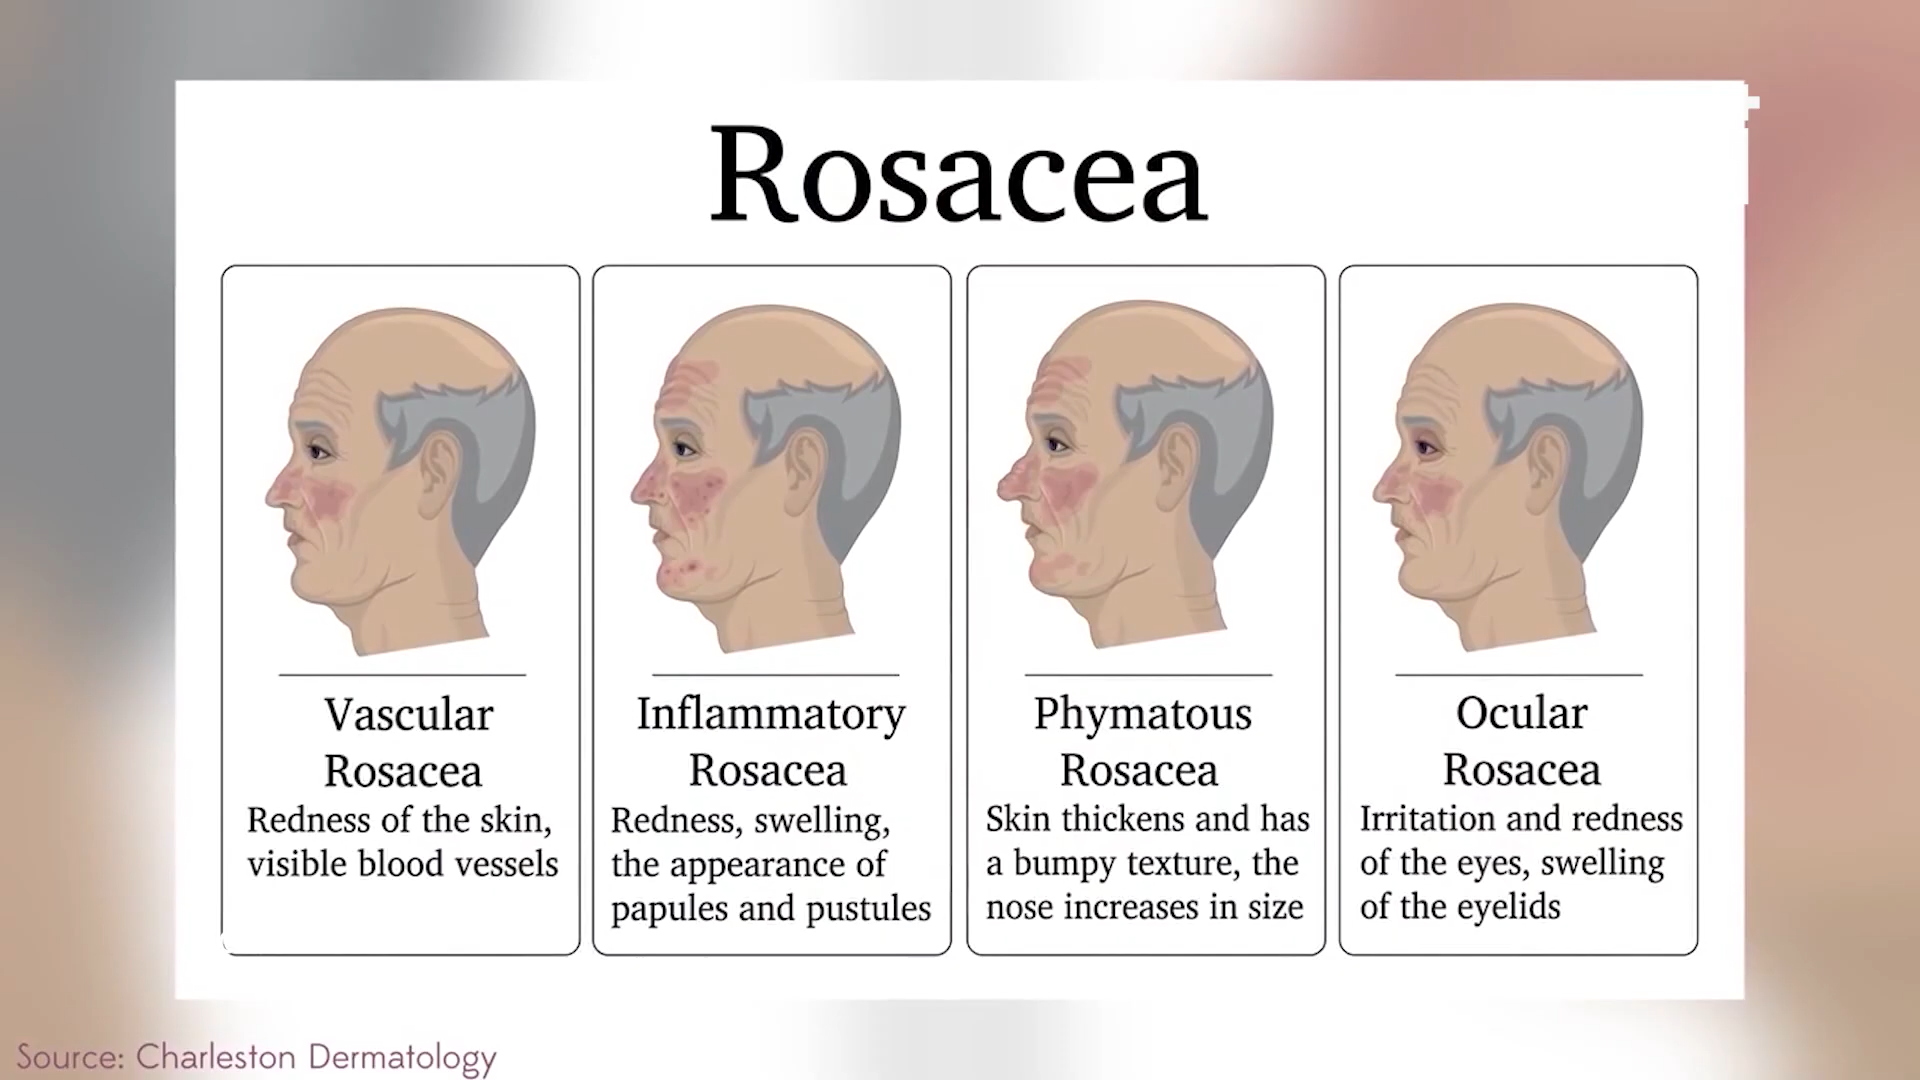 Rosacea
Vascular
Rosacea
Redness of the skin,
visible blood vessels
Inflammatory
Rosacea
Redness, swelling,
the appearance of
papules and pustules
Phymatous
Rosacea
Skin thickens and has
a bumpy texture, the
nose increases in size
Ocular
Rosacea
Irritation and redness
of the eyes, swelling
of the eyelids
Source: Charleston Dermatology